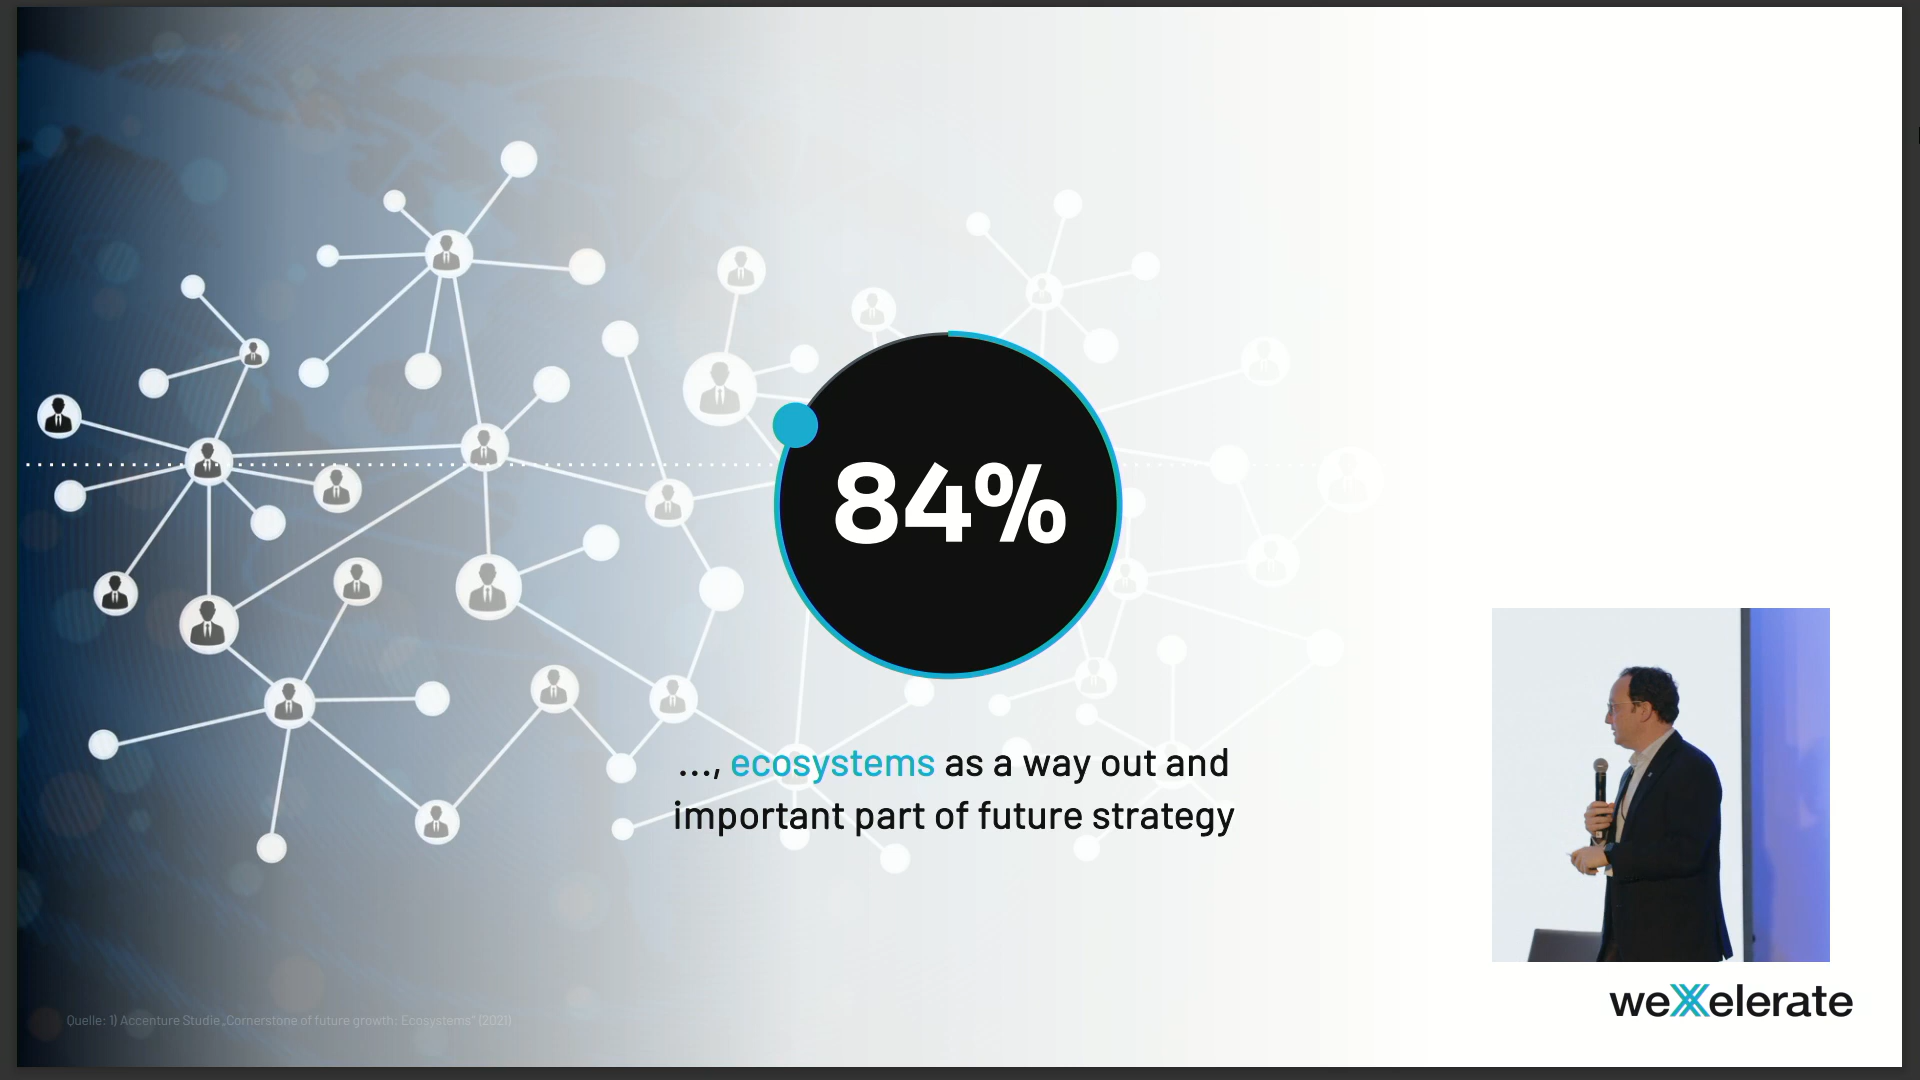 84%
..., ecosystems as a way out and
important part of future strategy
Quelle: 1) Accenture Studie „Cornerstone of future growth: Ecosystems“ (2021)
weXelerate